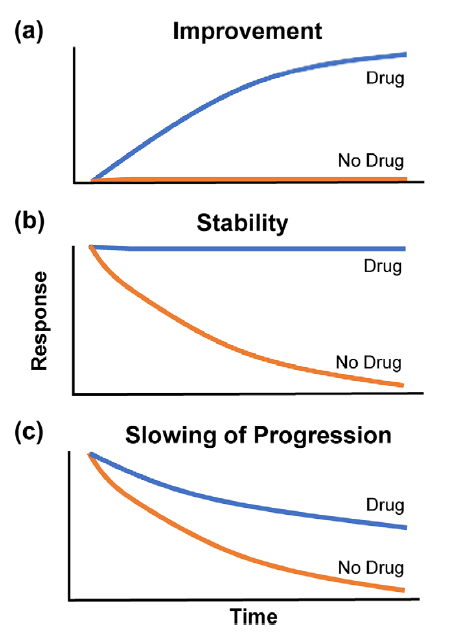 (a) Improvement
Drug
No Drug
(b) Stability
Drug
Response
No Drug
(c) Slowing of Progression
Drug
No Drug
Time